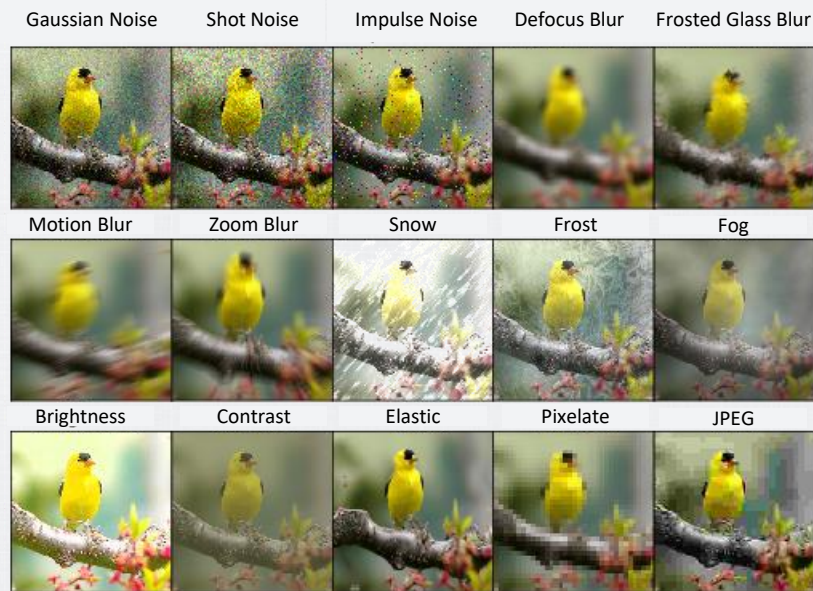 Gaussian Noise Shot Noise Impulse Noise Defocus Blur Frosted Glass Blur
Motion Blur Zoom Blur Snow Frost Fog
Brightness Contrast Elastic Pixelate JPEG